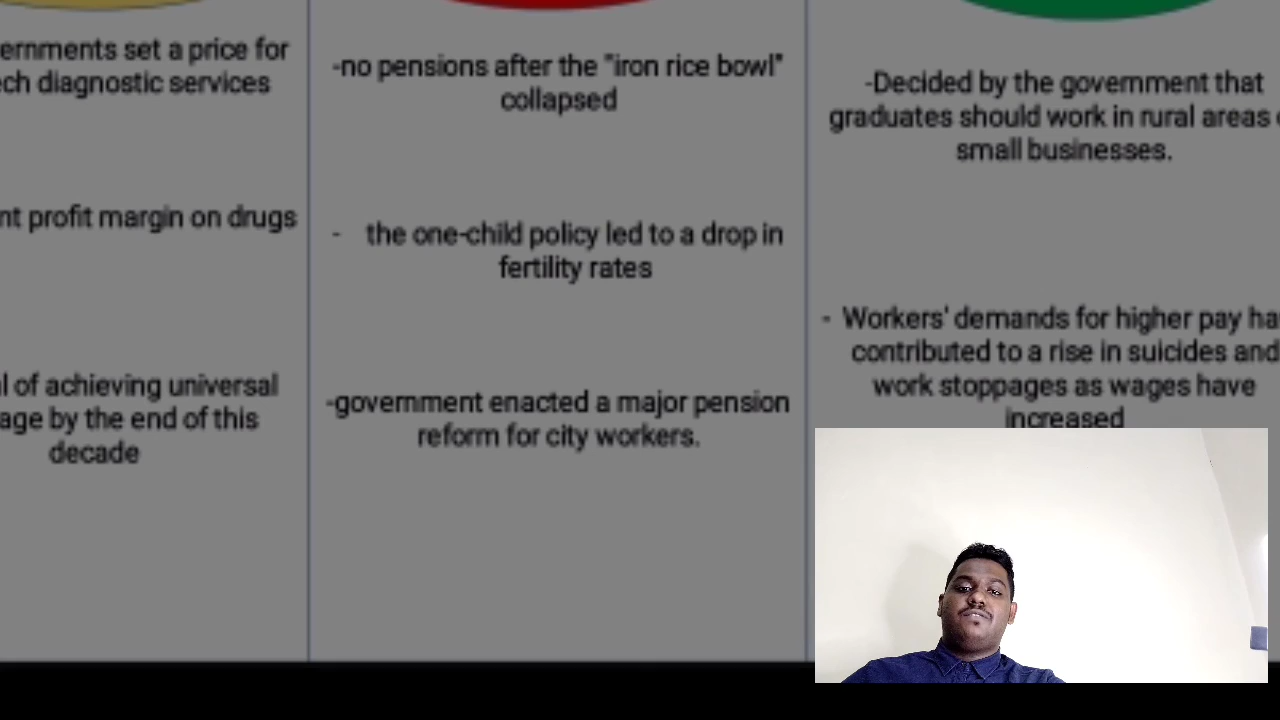 ernments set a price for
ech diagnostic services
nt profit margin on drugs
l of achieving universal
age by the end of this
decade
-no pensions after the "iron rice bowl"
collapsed
- the one-child policy led to a drop in
fertility rates
-government enacted a major pension
reform for city workers.
-Decided by the government that
graduates should work in rural areas
small businesses.
- Workers' demands for higher pay ha
contributed to a rise in suicides and
work stoppages as wages have
increased